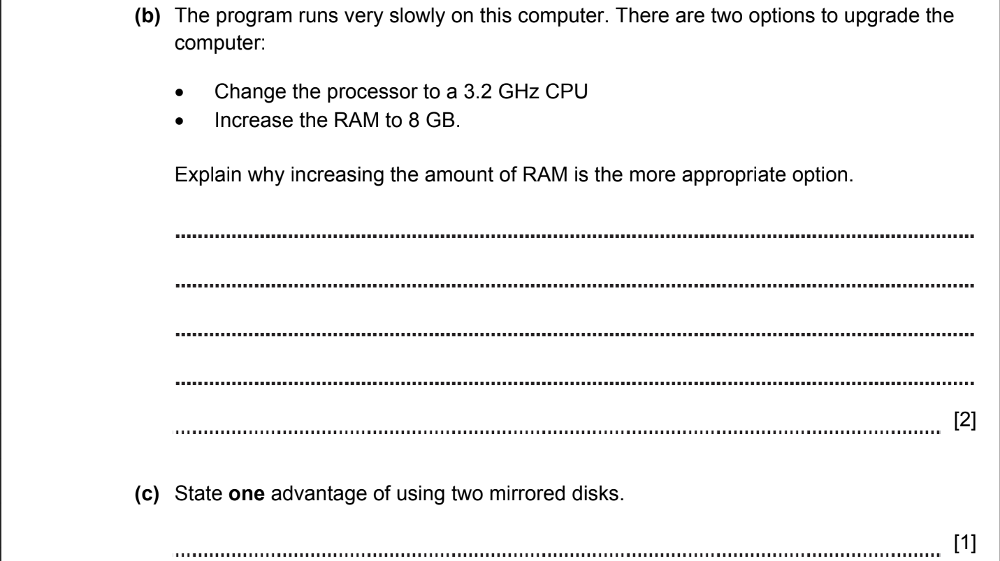 (b) The program runs very slowly on this computer. There are two options to upgrade the
computer:
• Change the processor to a 3.2 GHz CPU
• Increase the RAM to 8 GB.
Explain why increasing the amount of RAM is the more appropriate option.
[2]
(c) State one advantage of using two mirrored disks.
[1]